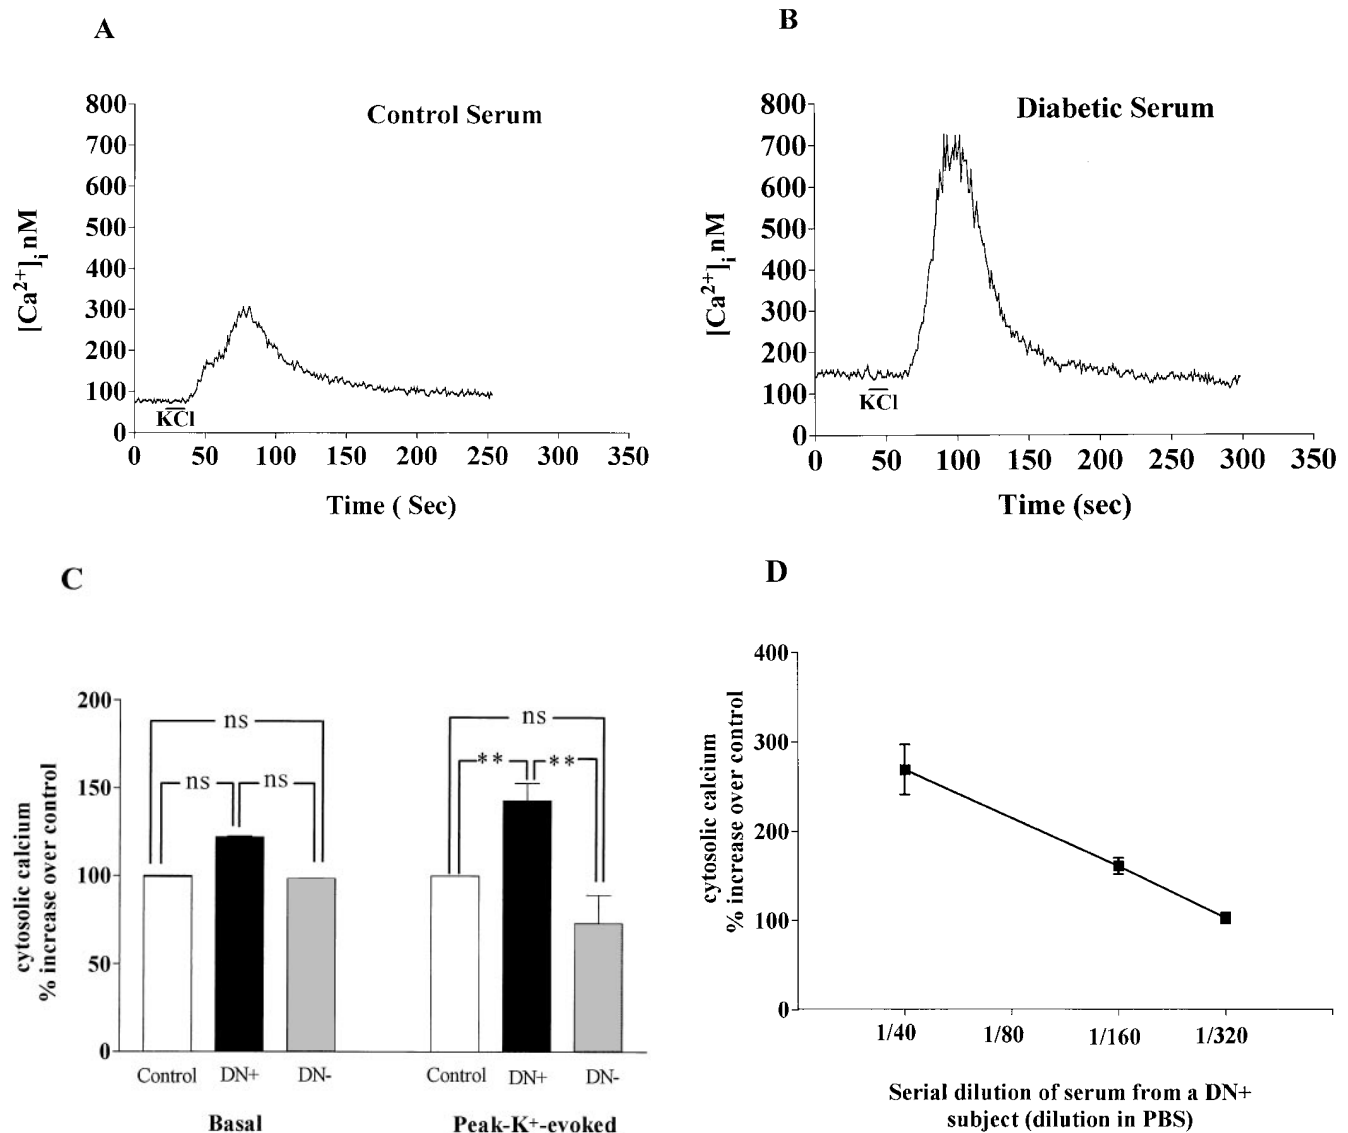 A
Control Serum
800
700
600
500
400
300
200
100
0
[Ca2+]i nM
KCl
0 50 100 150 200 250 300 350
Time ( Sec)
B
Diabetic Serum
800
700
600
500
400
300
200
100
0
[Ca2+]i nM
KCl
0 50 100 150 200 250 300 350
Time (sec)
C
200
150
100
50
0
cytosolic calcium
% increase over control
ns
ns ns
ns
** **
Control DN+ DN- Control DN+ DN-
Basal Peak-K+-evoked
D
400
300
200
100
0
cytosolic calcium
% increase over control
1/40 1/80 1/160 1/320
Serial dilution of serum from a DN+
subject (dilution in PBS)